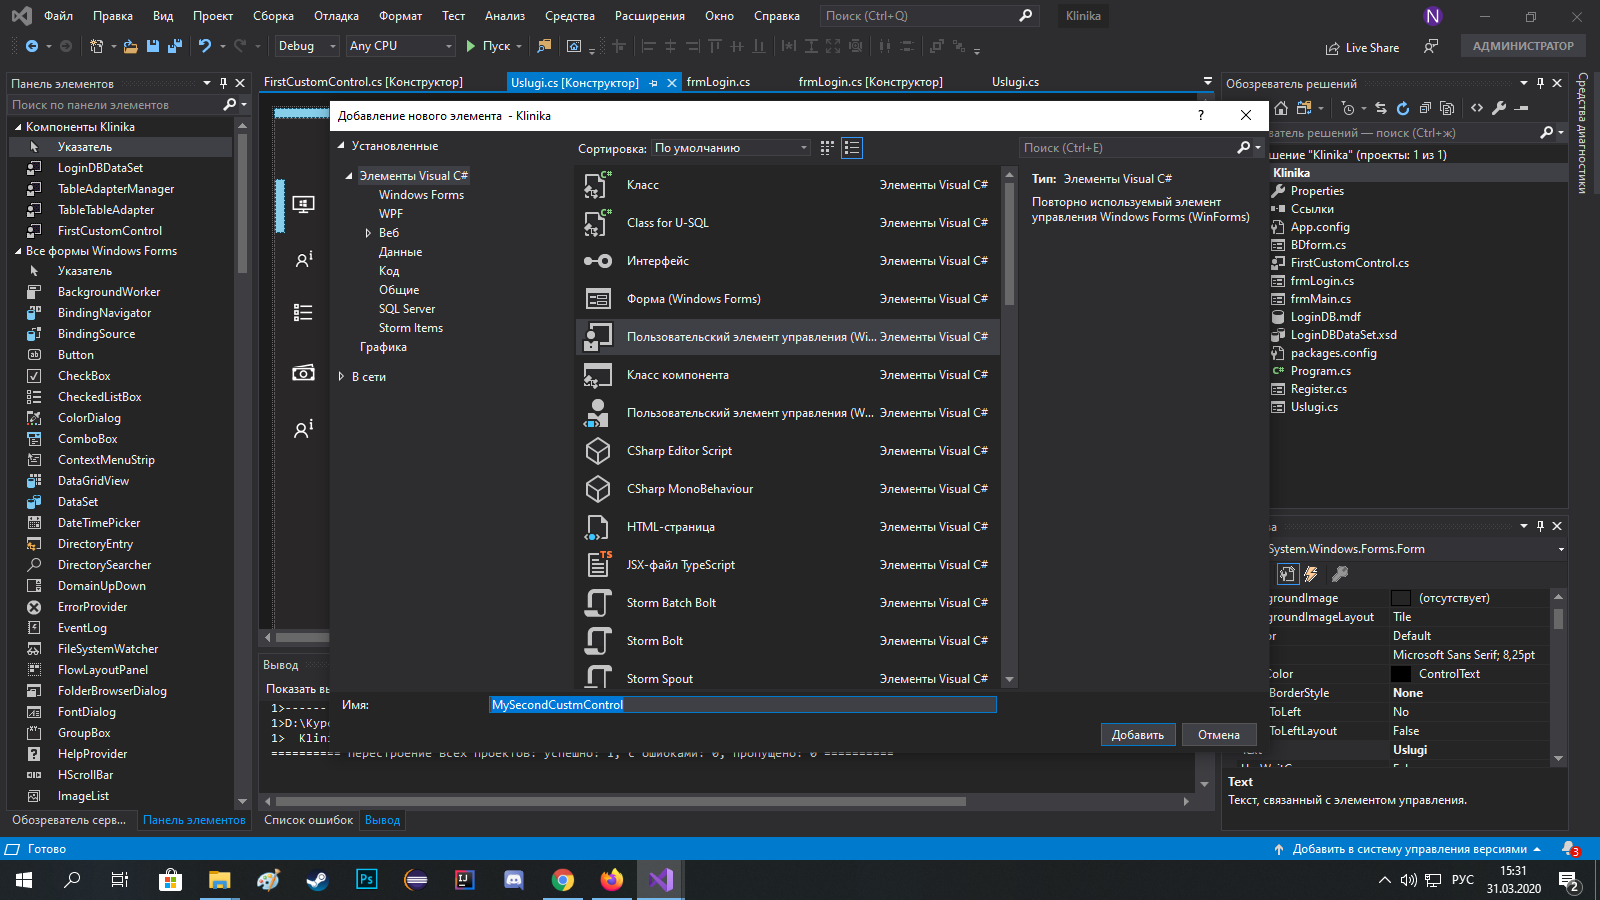 Файл Правка Вид Проект Сборка Отладка Формат Тест Анализ Средства Расширения Окно Справка Поиск (Ctrl+Q) Klinika N
Debug Any CPU Пуск Live Share АДМИНИСТРАТОР
Панель элементов
Поиск по панели элементов
Компоненты Klinika
Указатель
LoginDBDataSet
TableAdapterManager
TableTableAdapter
FirstCustomControl
Все формы Windows Forms
Указатель
BackgroundWorker
BindingNavigator
BindingSource
Button
CheckBox
CheckedListBox
ColorDialog
ComboBox
ContextMenuStrip
DataGridView
DataSet
DateTimePicker
DirectoryEntry
DirectorySearcher
DomainUpDown
ErrorProvider
EventLog
FileSystemWatcher
FlowLayoutPanel
FolderBrowserDialog
FontDialog
GroupBox
HelpProvider
HScrollBar
ImageList
Обозреватель серв... Панель элементов
FirstCustomControl.cs [Конструктор] Uslugi.cs [Конструктор] frmLogin.cs frmLogin.cs [Конструктор] Uslugi.cs
Добавление нового элемента - Klinika ?
Установленные
Элементы Visual C#
Windows Forms
WPF
Веб
Данные
Код
Общие
SQL Server
Storm Items
Графика
В сети
Сортировка: По умолчанию
Класс Элементы Visual C#
Class for U-SQL Элементы Visual C#
Интерфейс Элементы Visual C#
Форма (Windows Forms) Элементы Visual C#
Пользовательский элемент управления (Wi... Элементы Visual C#
Класс компонента Элементы Visual C#
Пользовательский элемент управления (W... Элементы Visual C#
CSharp Editor Script Элементы Visual C#
CSharp MonoBehaviour Элементы Visual C#
HTML-страница Элементы Visual C#
JSX-файл TypeScript Элементы Visual C#
Storm Batch Bolt Элементы Visual C#
Storm Bolt Элементы Visual C#
Storm Spout Элементы Visual C#
Поиск (Ctrl+E)
Тип: Элементы Visual C#
Повторно используемый элемент
управления Windows Forms (WinForms)
Имя: MySecondCustmControl
Добавить Отмена
Вывод
Показать вы
1>------
1>D:\Курс
1> Klini
========== Перестроение всех проектов: успешно: 1, с ошибками: 0, пропущено: 0 ==========
Список ошибок Вывод
Обозреватель решений
ватель решений — поиск (Ctrl+ж)
шение "Klinika" (проекты: 1 из 1)
Klinika
Properties
Ссылки
App.config
BDform.cs
FirstCustomControl.cs
frmLogin.cs
frmMain.cs
LoginDB.mdf
LoginDBDataSet.xsd
packages.config
Program.cs
Register.cs
Uslugi.cs
Средства диагностики
ва
System.Windows.Forms.Form
groundImage (отсутствует)
groundImageLayout Tile
or Default
Microsoft Sans Serif; 8,25pt
Color ControlText
BorderStyle None
ToLeft No
ToLeftLayout False
Text Uslugi
Text
Текст, связанный с элементом управления.
Готово Добавить в систему управления версиями 3
Ps РУС 15:31
31.03.2020 2